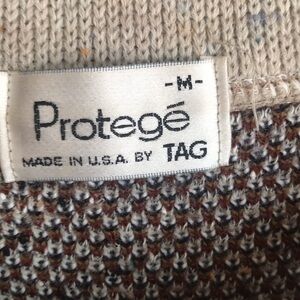 -M-
Protegé
MADE IN U.S.A. BY TAG